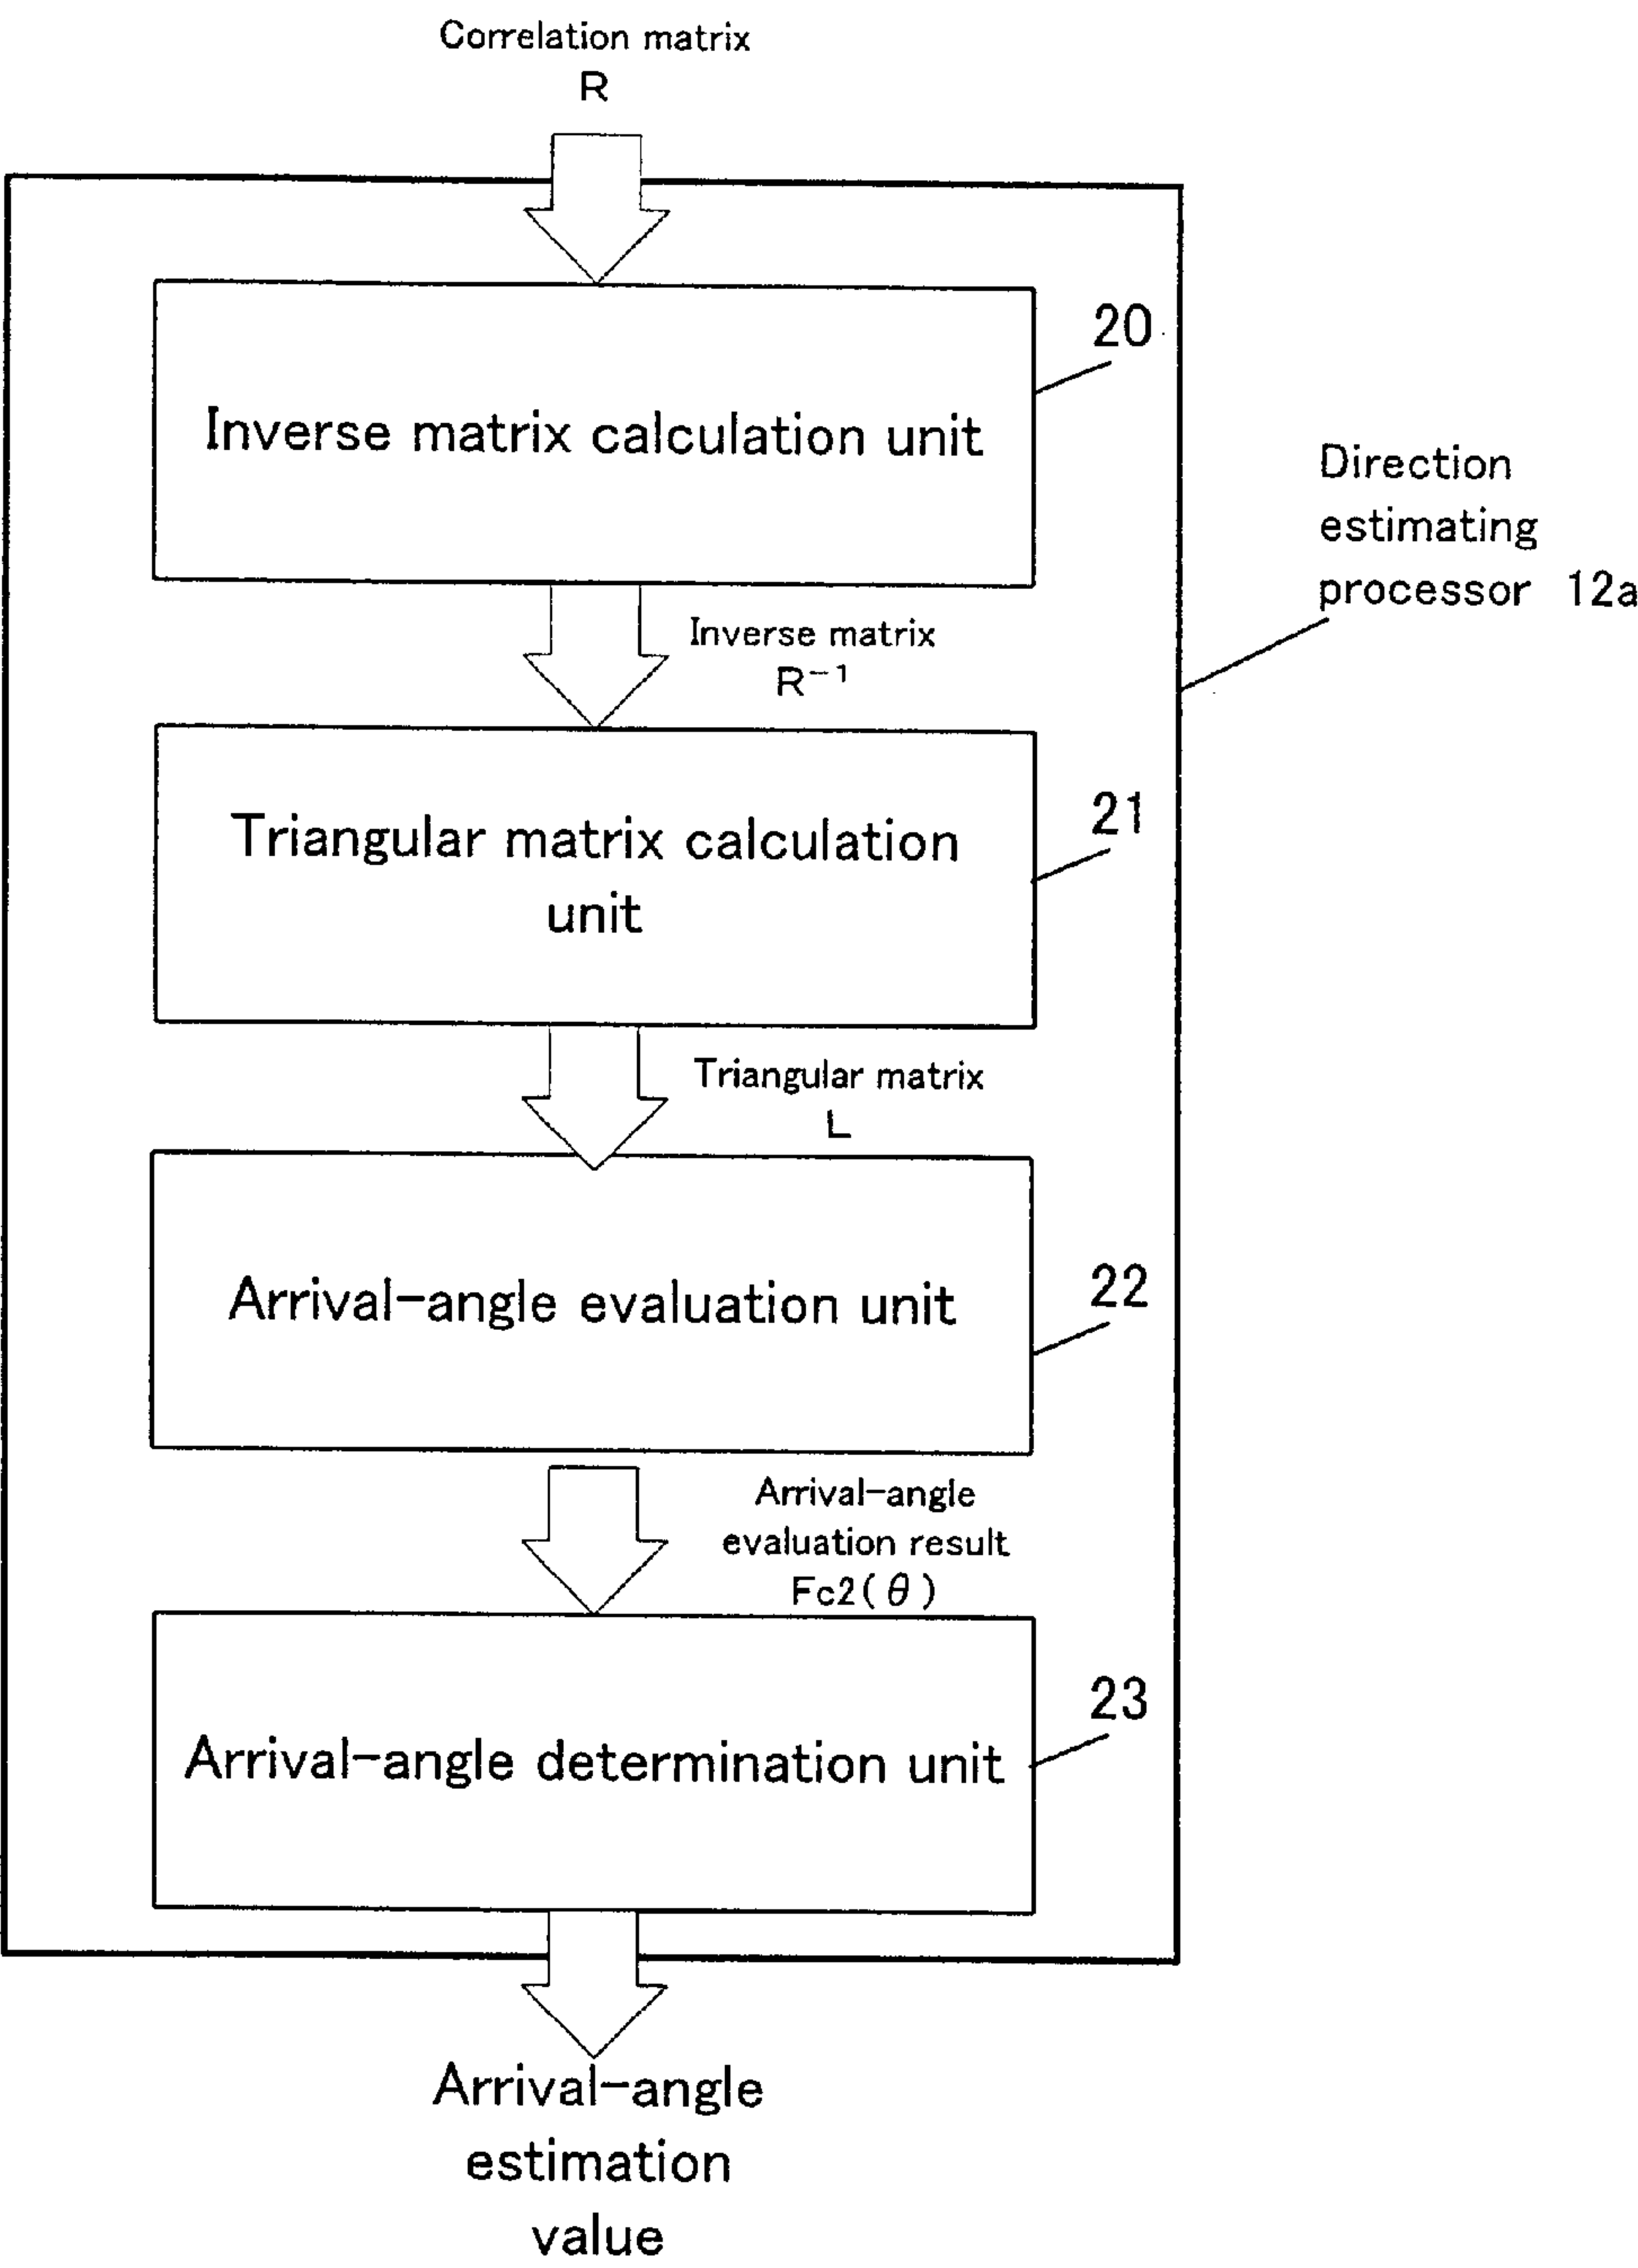 Correlation matrix
R
20
Inverse matrix calculation unit
Direction
estimating
processor 12a
Inverse matrix
R⁻¹
21
Triangular matrix calculation
unit
Triangular matrix
L
22
Arrival-angle evaluation unit
Arrival-angle
evaluation result
Fc2(θ)
23
Arrival-angle determination unit
Arrival-angle
estimation
value